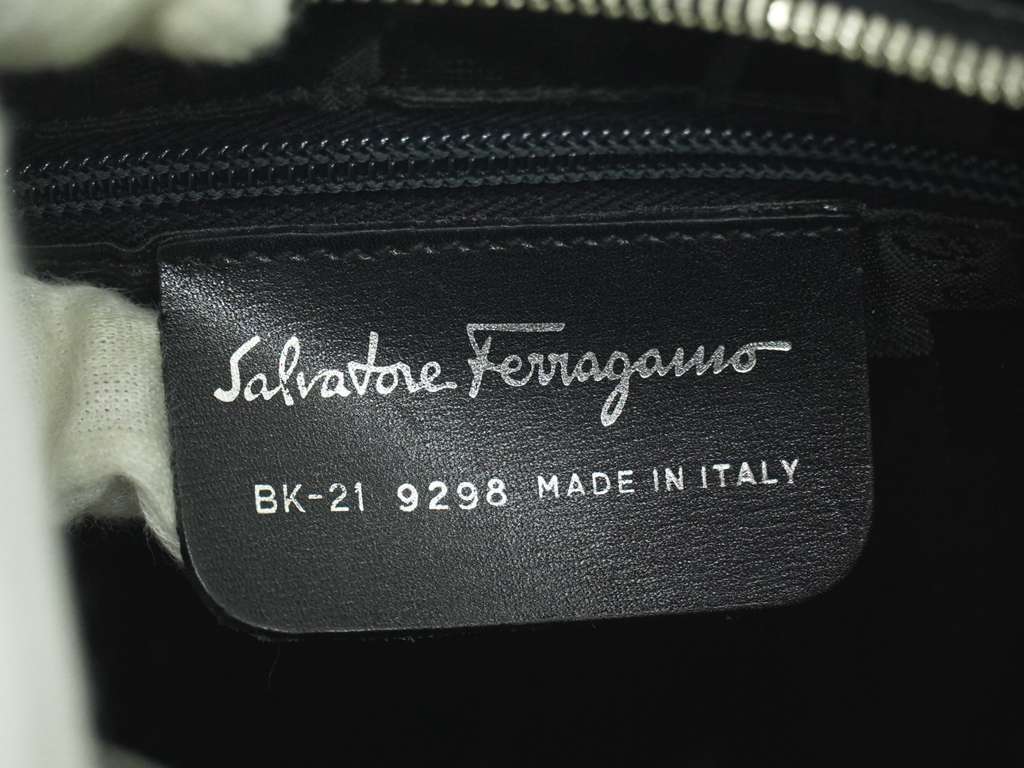 Salvatore Ferragamo
BK-21 9298 MADE IN ITALY